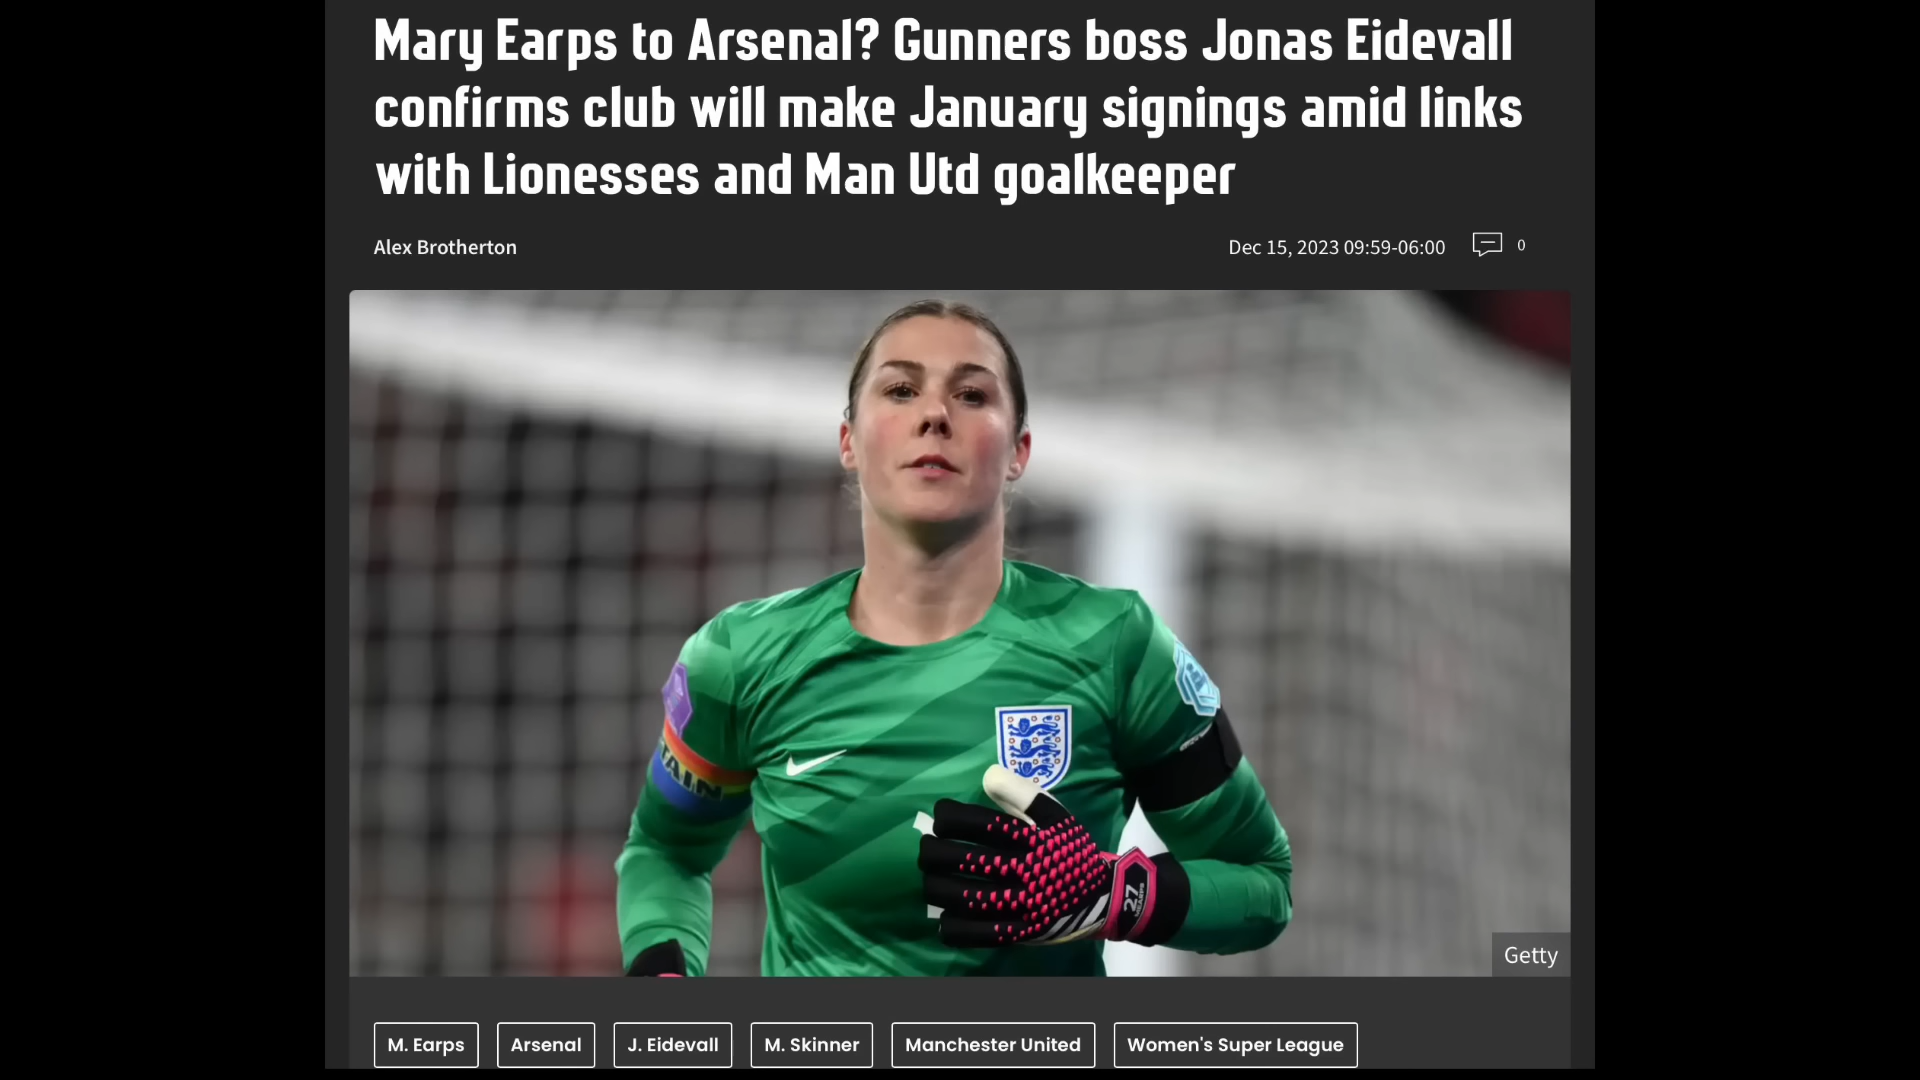 Mary Earps to Arsenal? Gunners boss Jonas Eidevall
confirms club will make January signings amid links
with Lionesses and Man Utd goalkeeper
Alex Brotherton
Dec 15, 2023 09:59-06:00
0
TAIN
27
Getty
M. Earps
Arsenal
J. Eidevall
M. Skinner
Manchester United
Women's Super League